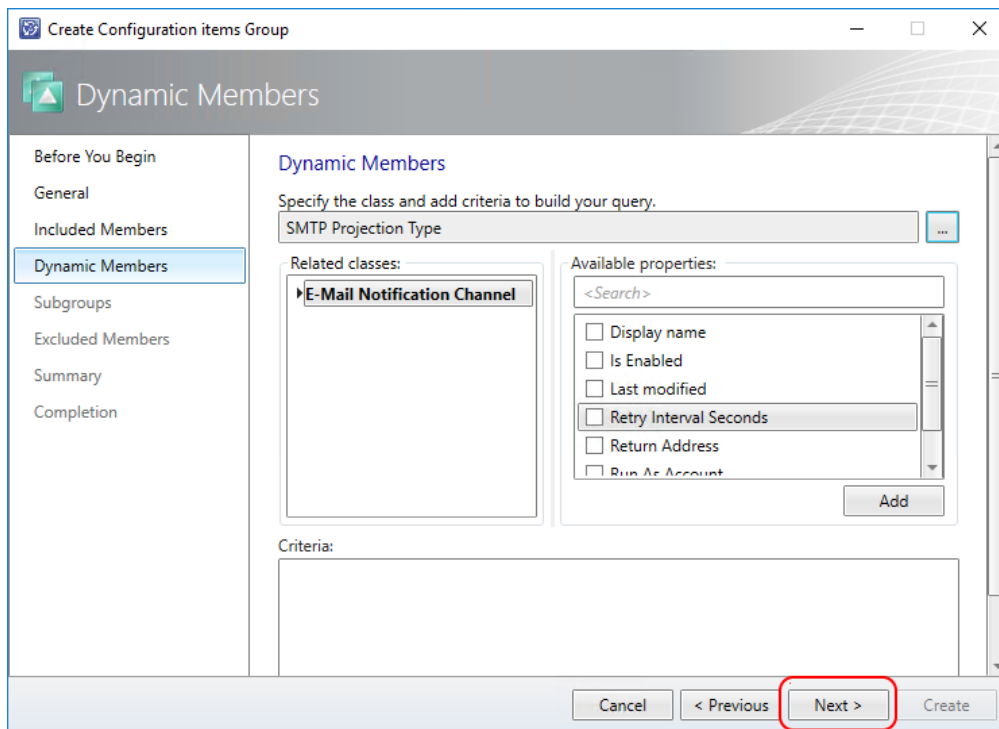 Create Configuration items Group
Dynamic Members
Before You Begin
General
Included Members
Dynamic Members
Subgroups
Excluded Members
Summary
Completion
Dynamic Members
Specify the class and add criteria to build your query.
SMTP Projection Type
...
Related classes:
E-Mail Notification Channel
Available properties:
<Search>
Display name
Is Enabled
Last modified
Retry Interval Seconds
Return Address
Run As Account
Add
Criteria:
Cancel
< Previous
Next >
Create